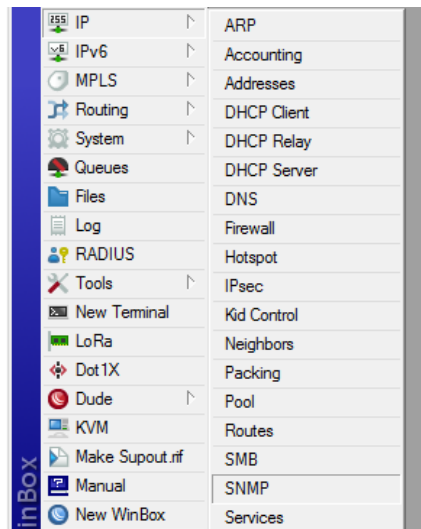 IP
IPv6
MPLS
Routing
System
Queues
Files
Log
RADIUS
Tools
New Terminal
LoRa
Dot1X
Dude
KVM
Make Supout.rif
Manual
New WinBox
inBox
ARP
Accounting
Addresses
DHCP Client
DHCP Relay
DHCP Server
DNS
Firewall
Hotspot
IPsec
Kid Control
Neighbors
Packing
Pool
Routes
SMB
SNMP
Services